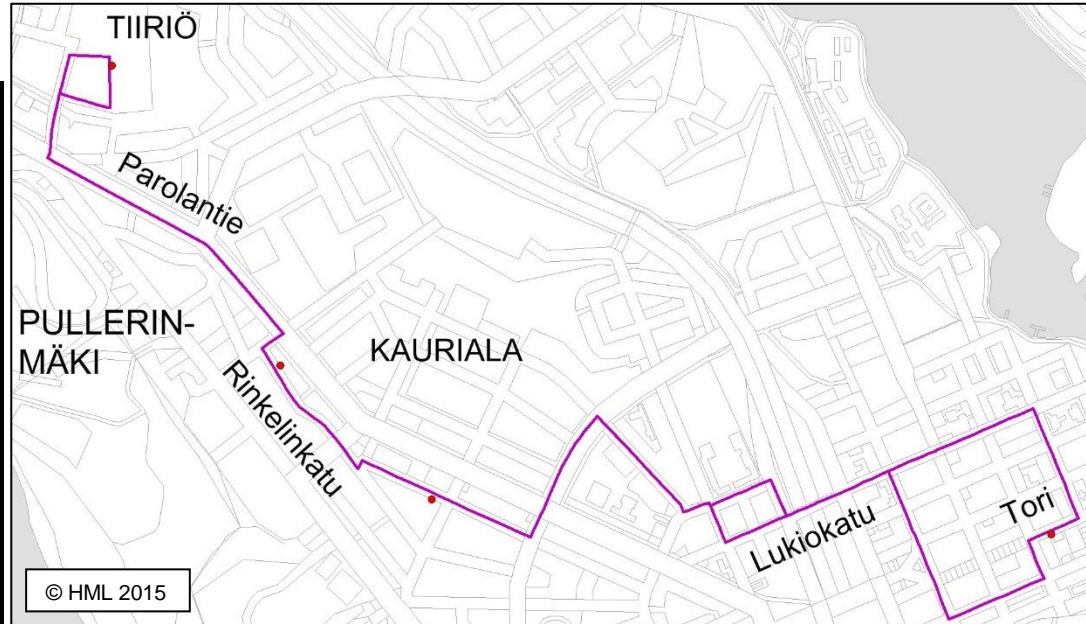 TIIRIÖ
Parolantie
PULLERIN-
MÄKI
Rinkelinkatu
KAURIALA
Lukiokatu
Tori
© HML 2015